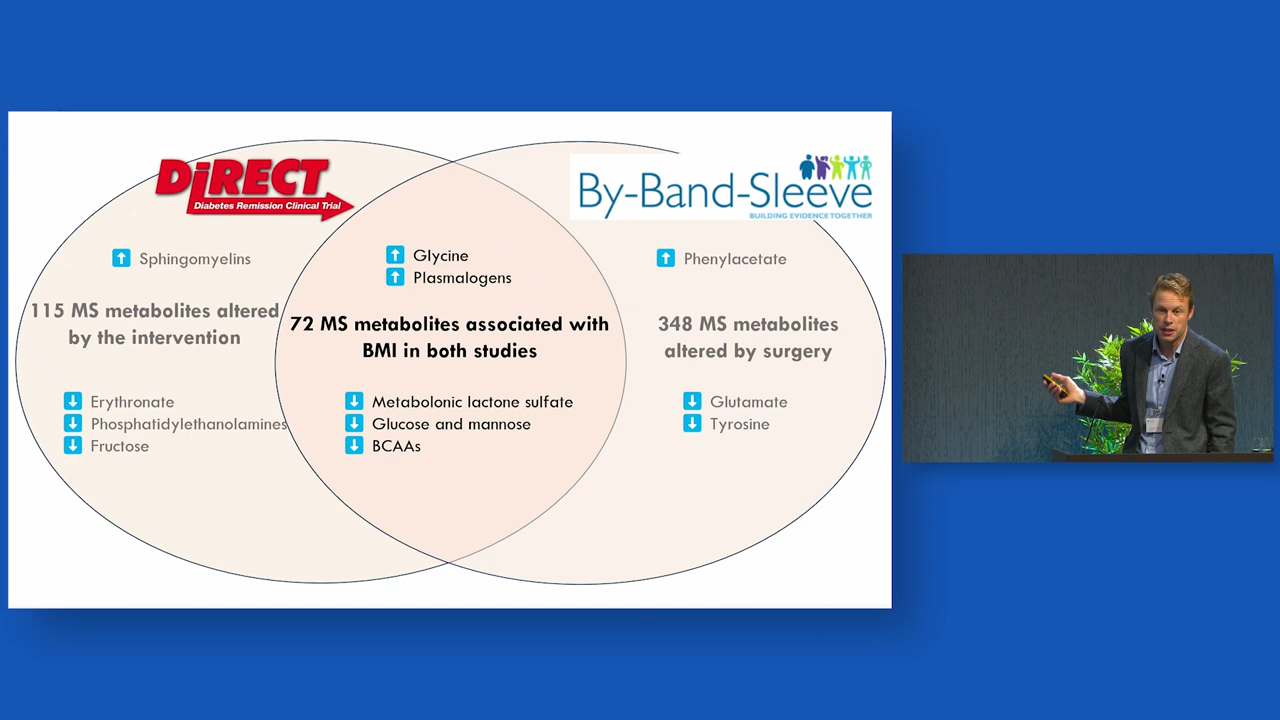 DiRECT
Diabetes Remission Clinical Trial
By-Band-Sleeve
BUILDING EVIDENCE TOGETHER
Sphingomyelins
115 MS metabolites altered
by the intervention
Erythronate
Phosphatidylethanolamines
Fructose
Glycine
Plasmalogens
72 MS metabolites associated with
BMI in both studies
Metabolonic lactone sulfate
Glucose and mannose
BCAAs
Phenylacetate
348 MS metabolites
altered by surgery
Glutamate
Tyrosine